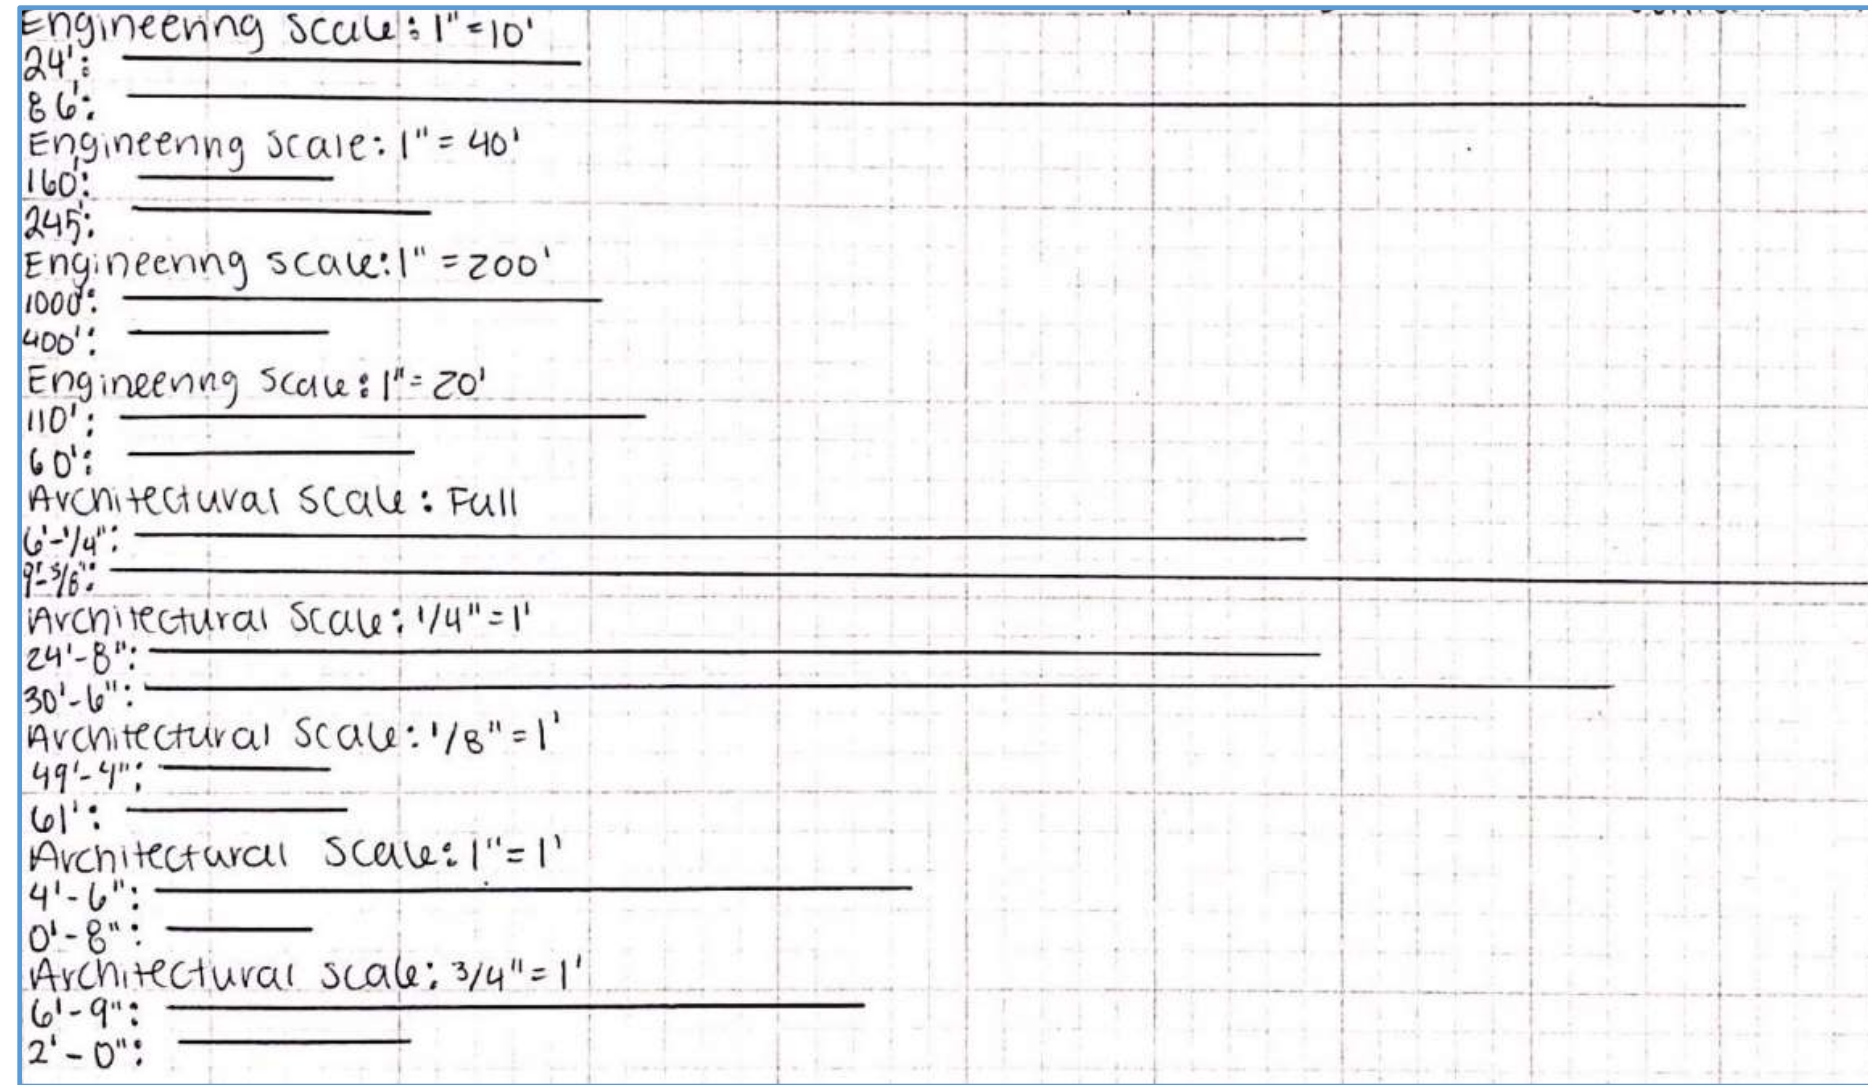 Engineering Scale: 1"=10'
24':
86':
Engineering Scale: 1"= 40'
160':
245':
Engineering scale: 1" = 200'
1000':
400':
Engineering Scale: 1"= 20'
110':
60':
Architectural Scale: Full
6'-1/4":
9'-5/8":
Architectural Scale: 1/4"=1'
24'-8":
30'-6":
Architectural Scale: 1/8"=1'
49'-4":
61':
Architectural Scale: 1"=1'
4'-6":
0'-8":
Architectural scale: 3/4"=1'
6'-9":
2'-0":